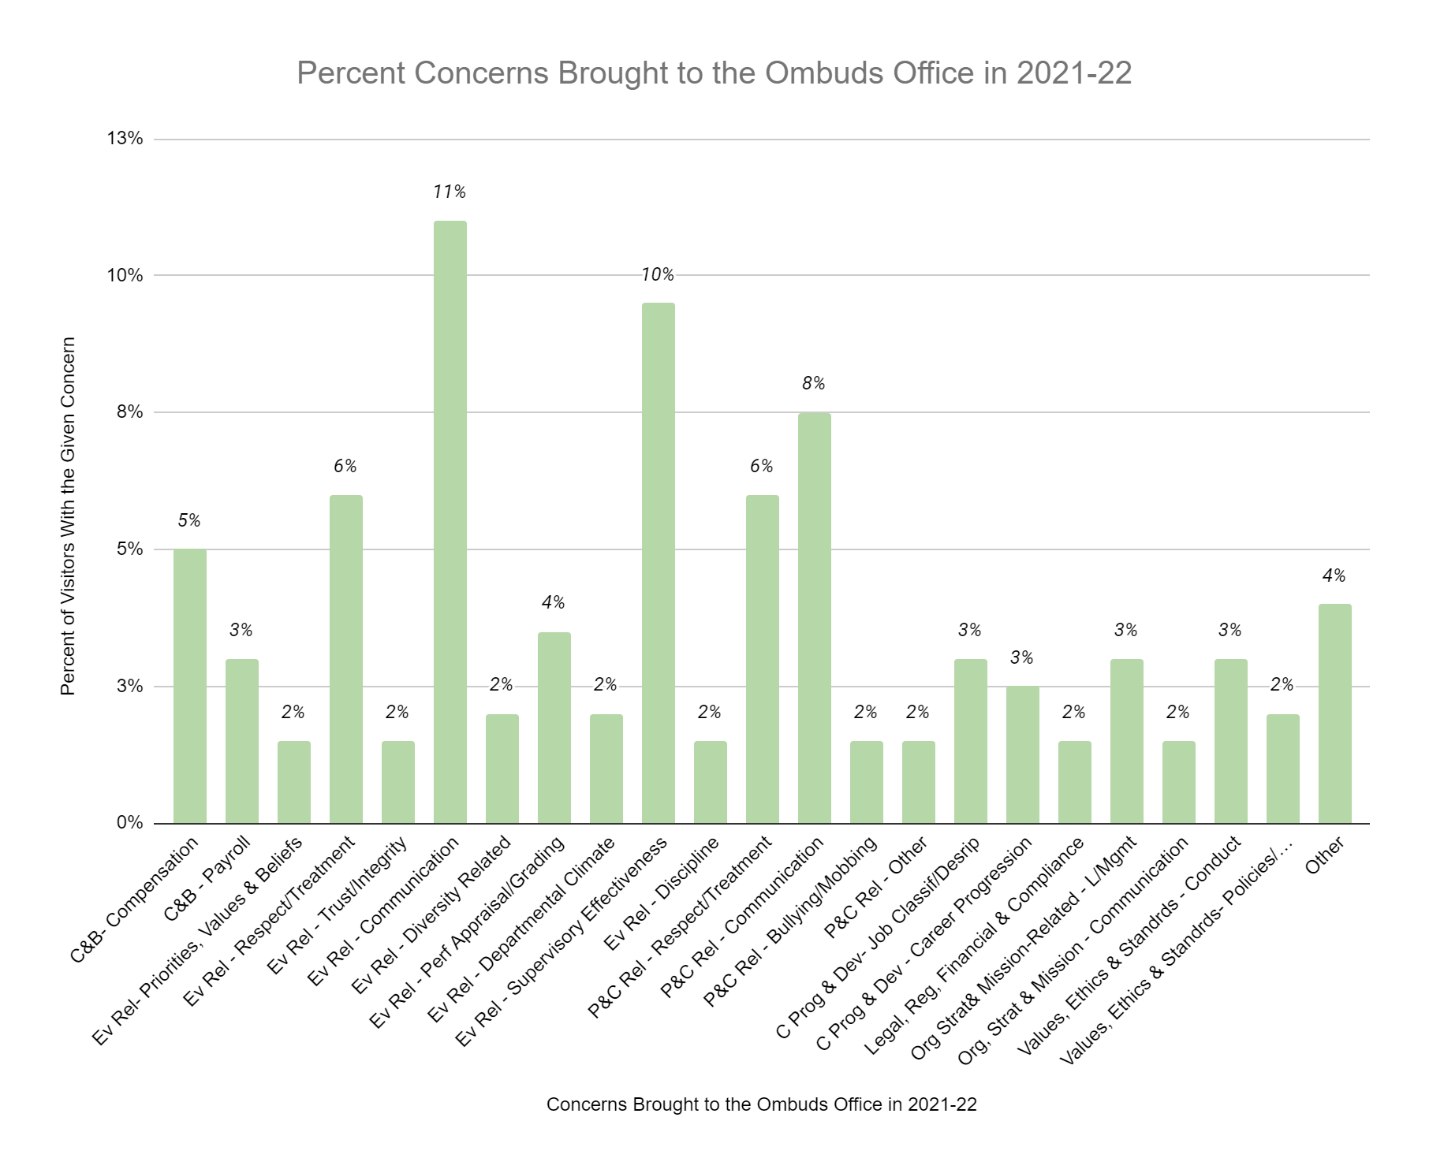 Percent Concerns Brought to the Ombuds Office in 2021-22
Percent of Visitors With the Given Concern
13%
10%
8%
5%
3%
0%
5%
3%
2%
6%
2%
11%
2%
4%
2%
10%
2%
6%
8%
2%
2%
3%
3%
2%
3%
2%
3%
2%
4%
C&B- Compensation
C&B - Payroll
Ev Rel- Priorities, Values & Beliefs
Ev Rel - Respect/Treatment
Ev Rel - Trust/Integrity
Ev Rel - Communication
Ev Rel - Diversity Related
Ev Rel - Perf Appraisal/Grading
Ev Rel - Departmental Climate
Ev Rel - Supervisory Effectiveness
Ev Rel - Discipline
P&C Rel - Respect/Treatment
P&C Rel - Communication
P&C Rel - Bullying/Mobbing
P&C Rel - Other
C Prog & Dev- Job Classif/Desrip
C Prog & Dev - Career Progression
Legal, Reg, Financial & Compliance
Org Strat& Mission-Related - L/Mgmt
Org, Strat & Mission - Communication
Values, Ethics & Standrds - Conduct
Values, Ethics & Standrds- Policies/…
Other
Concerns Brought to the Ombuds Office in 2021-22